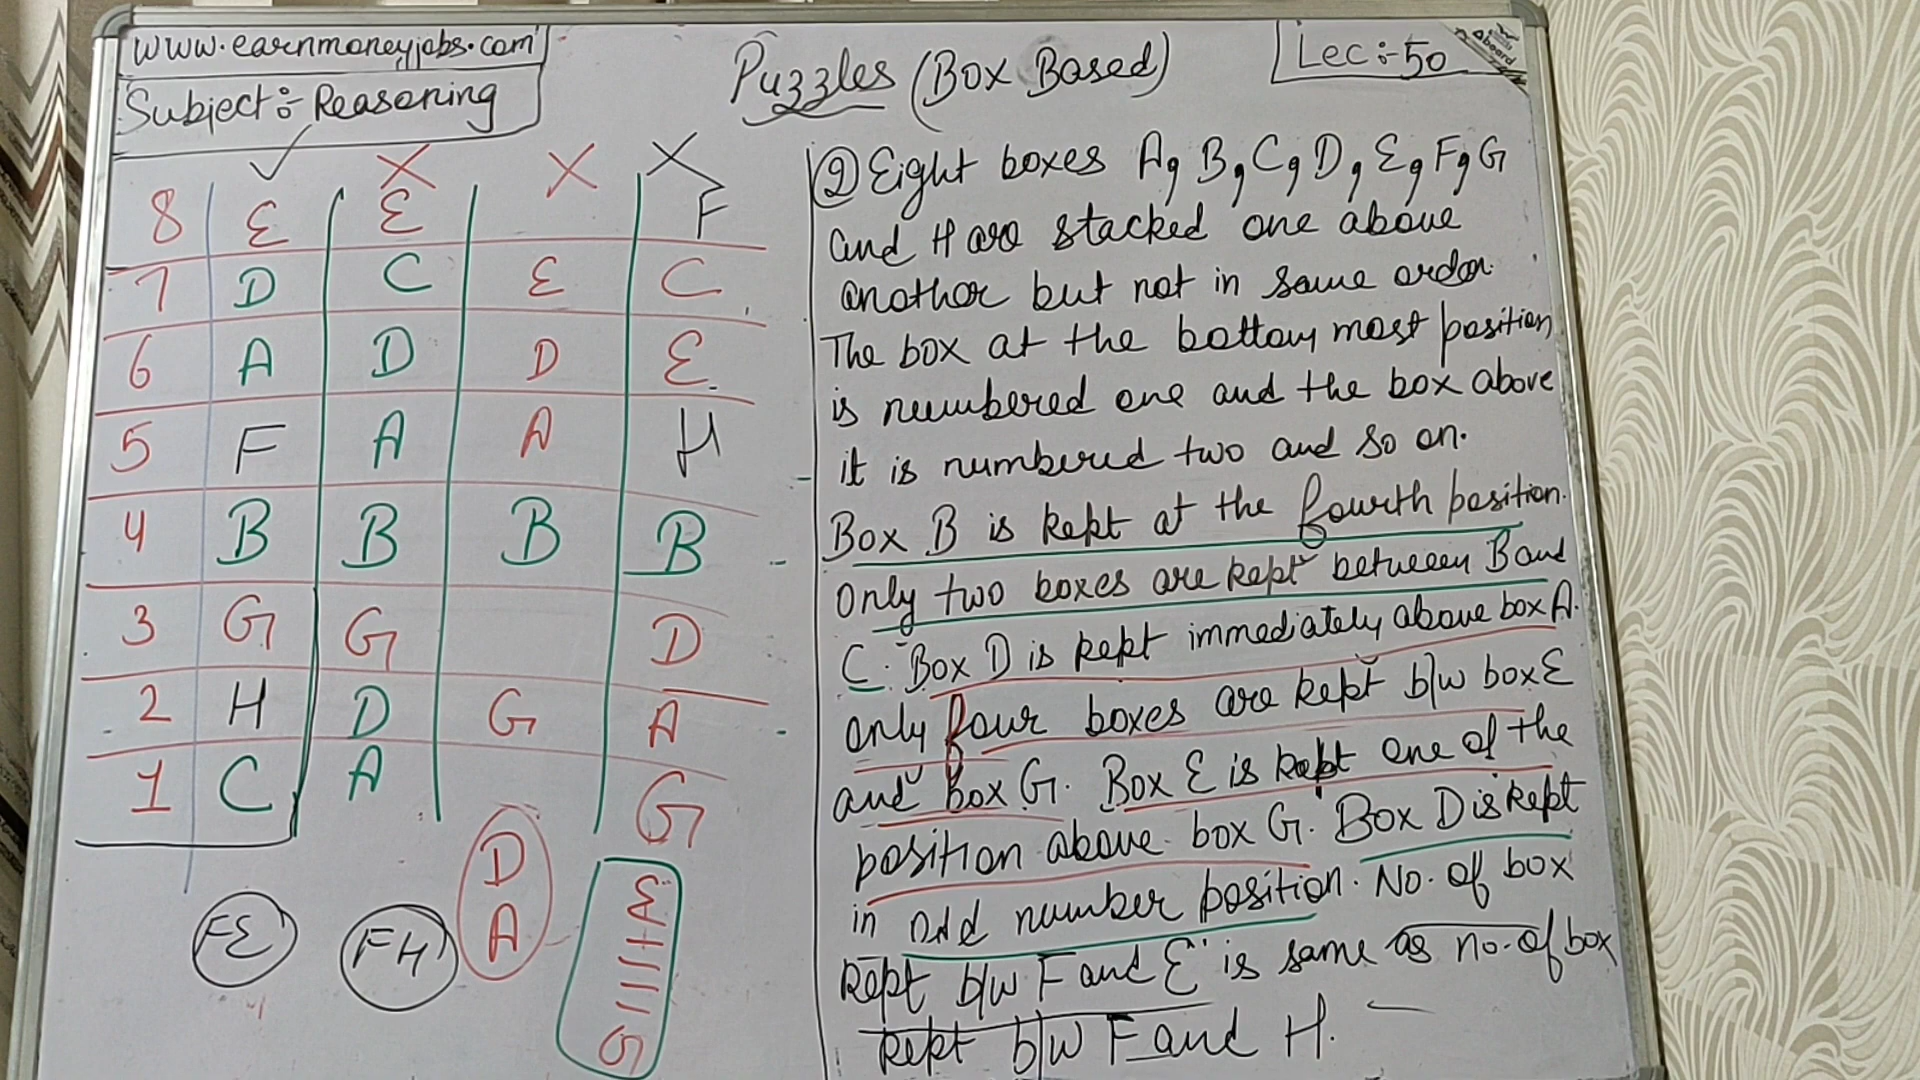 www.earnmoneyjobs.com
Subject:- Reasoning
Puzzles (Box Based)
Lec:-50
Aboard
✓ X X X
8 E E F
7 D C E C
6 A D D E
5 F A A H
4 B B B B
3 G G D
2 H D G A
1 C A G
FE
FH
D
A
E
G
② Eight boxes A, B, C, D, E, F, G
and H are stacked one above
another but not in same order.
The box at the bottom most position
is numbered one and the box above
it is numbered two and so on.
Box B is kept at the fourth position.
only two boxes are kept between B and
C. Box D is kept immediately above box A.
only four boxes are kept b/w box E
and box G. Box E is kept one of the
position above box G. Box D is kept
in odd number position. No. of box
kept b/w F and E is same as no. of box
kept b/w F and H.